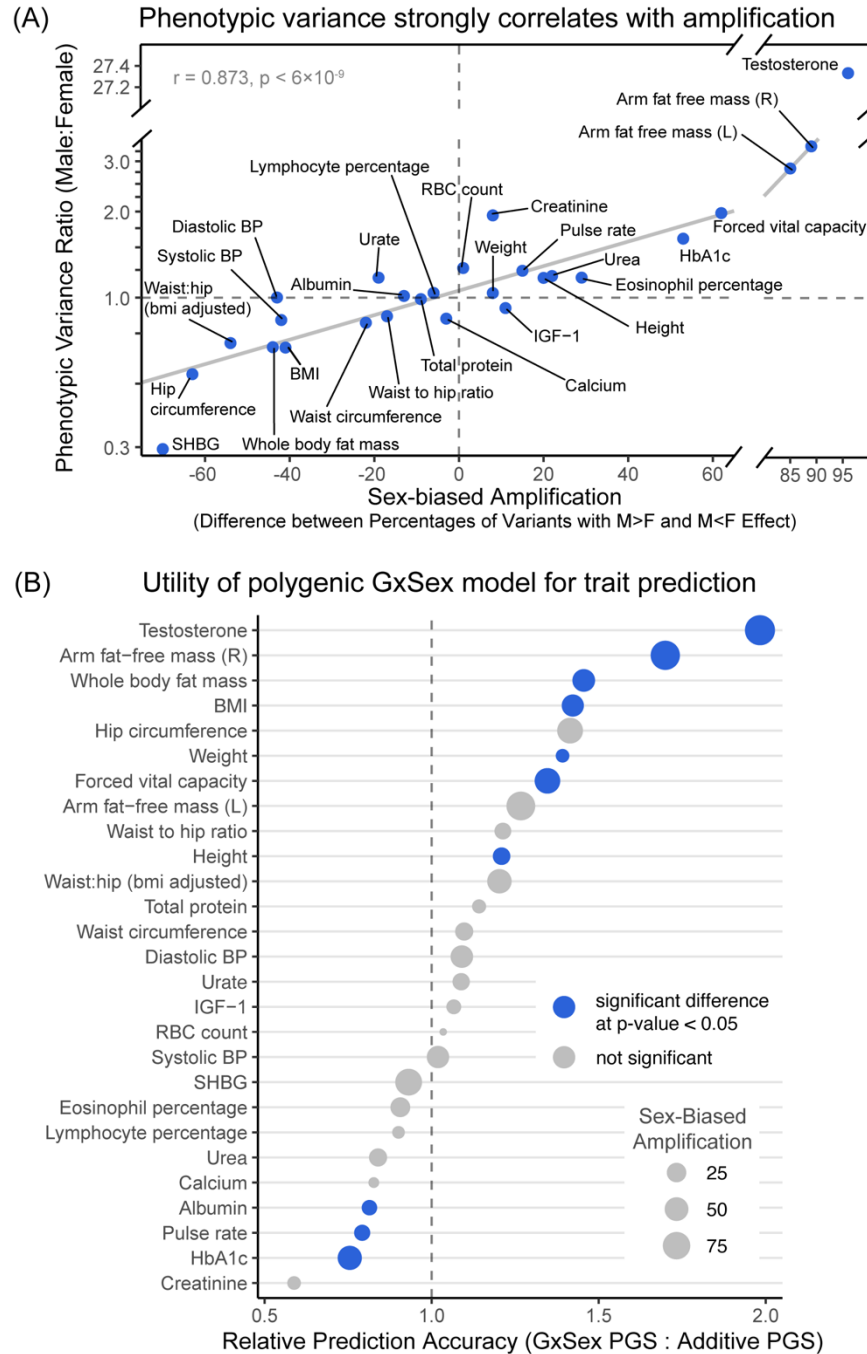 (A) Phenotypic variance strongly correlates with amplification
Phenotypic Variance Ratio (Male:Female)
27.4
27.2
3.0
2.0
1.0
0.3
r = 0.873, p < 6×10⁻⁹
Testosterone
Arm fat free mass (R)
Arm fat free mass (L)
Lymphocyte percentage
RBC count
Creatinine
Forced vital capacity
Diastolic BP
Urate
Weight
Pulse rate
HbA1c
Systolic BP
Albumin
Urea
Waist:hip
(bmi adjusted)
Eosinophil percentage
IGF-1
Height
Total protein
Calcium
BMI
Waist to hip ratio
Hip
circumference
Waist circumference
SHBG
Whole body fat mass
-60
-40
-20
0
20
40
60
85
90
95
Sex-biased Amplification
(Difference between Percentages of Variants with M>F and M<F Effect)
(B) Utility of polygenic GxSex model for trait prediction
Testosterone
Arm fat−free mass (R)
Whole body fat mass
BMI
Hip circumference
Weight
Forced vital capacity
Arm fat−free mass (L)
Waist to hip ratio
Height
Waist:hip (bmi adjusted)
Total protein
Waist circumference
Diastolic BP
Urate
IGF−1
RBC count
Systolic BP
SHBG
Eosinophil percentage
Lymphocyte percentage
Urea
Calcium
Albumin
Pulse rate
HbA1c
Creatinine
significant difference
at p-value < 0.05
not significant
Sex-Biased
Amplification
25
50
75
0.5
1.0
1.5
2.0
Relative Prediction Accuracy (GxSex PGS : Additive PGS)